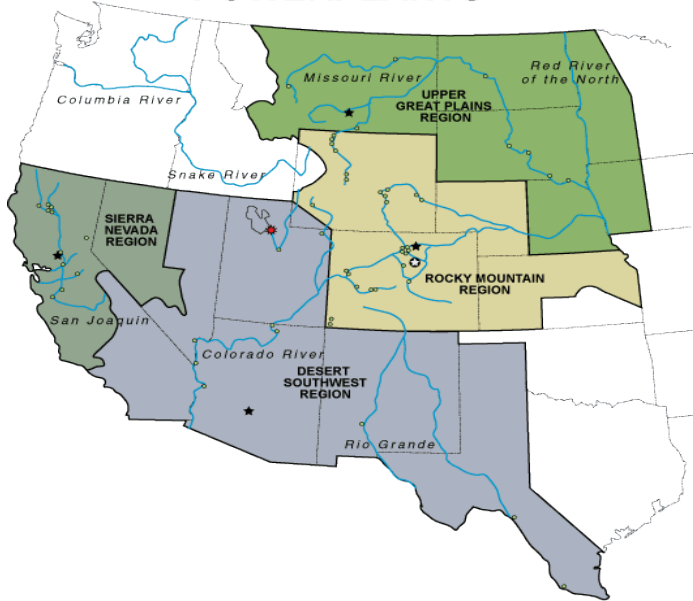 Missouri River
Red River
of the North
UPPER
GREAT PLAINS
REGION
Columbia River
Snake River
SIERRA
NEVADA
REGION
ROCKY MOUNTAIN
REGION
San Joaquin
Colorado River
DESERT
SOUTHWEST
REGION
Rio Grande